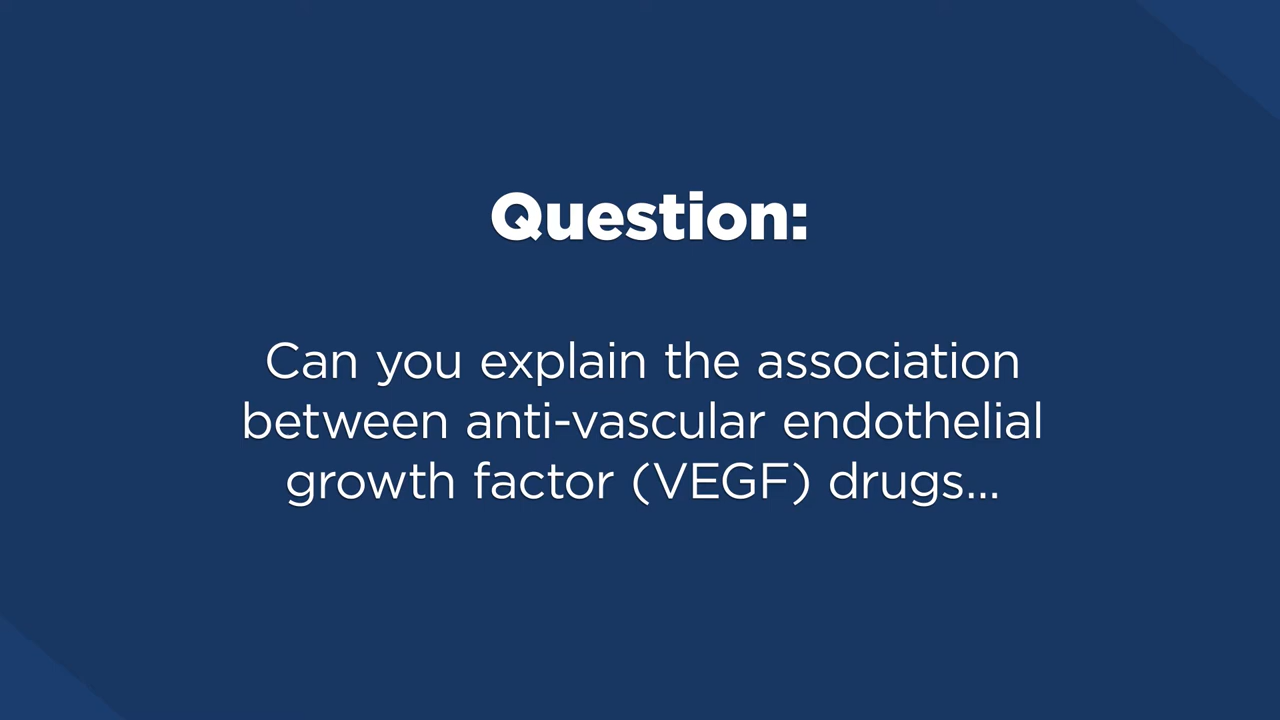 Question:
Can you explain the association
between anti-vascular endothelial
growth factor (VEGF) drugs...